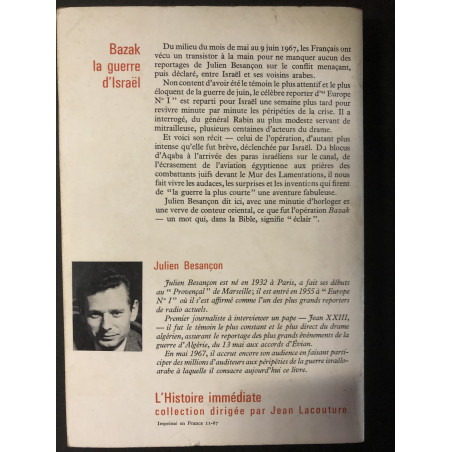 Bazak
la guerre
d'Israël
Du milieu du mois de mai au 9 juin 1967, les Français ont
vécu un transistor à la main pour ne manquer aucun des
reportages de Julien Besançon sur le conflit menaçant,
puis déclaré, entre Israël et ses voisins arabes.
Non content d'avoir été le témoin le plus attentif et le plus
éloquent de la guerre de juin, le célèbre reporter d'" Europe
N° 1 " est reparti pour Israël une semaine plus tard pour
revivre minute par minute les péripéties de la crise. Il a
interrogé, du général Rabin au plus modeste servant de
mitrailleuse, plusieurs centaines d'acteurs du drame.
Et voici son récit — celui de l'opération, d'autant plus
intense qu'elle fut brève, déclenchée par Israël. Du blocus
d'Aqaba à l'arrivée des paras israéliens sur le canal, de
l'écrasement de l'aviation égyptienne aux prières des
combattants juifs devant le Mur des Lamentations, il nous
fait vivre les audaces, les surprises et les inventions qui firent
de "la guerre la plus courte" une aventure fabuleuse.
Julien Besançon dit ici, avec une minutie d'horloger et
une verve de conteur oriental, ce que fut l'opération Bazak
— un mot qui, dans la Bible, signifie "éclair".
Julien Besançon
Julien Besançon est né en 1932 à Paris, a fait ses débuts
au " Provençal" de Marseille; il est entré en 1955 à "Europe
N° 1" où il s'est affirmé comme l'un des plus grands reporters
de radio actuels.
Premier journaliste à interviewer un pape — Jean XXIII,
— il fut le témoin le plus constant et le plus direct du drame
algérien, assurant le reportage des plus grands événements de la
guerre d'Algérie, du 13 mai aux accords d'Évian.
En mai 1967, il accrut encore son audience en faisant parti-
ciper des millions d'auditeurs aux péripéties de la guerre israélo-
arabe à laquelle il consacre aujourd'hui ce livre.
L'Histoire immédiate
collection dirigée par Jean Lacouture
Imprimé en France 11-67